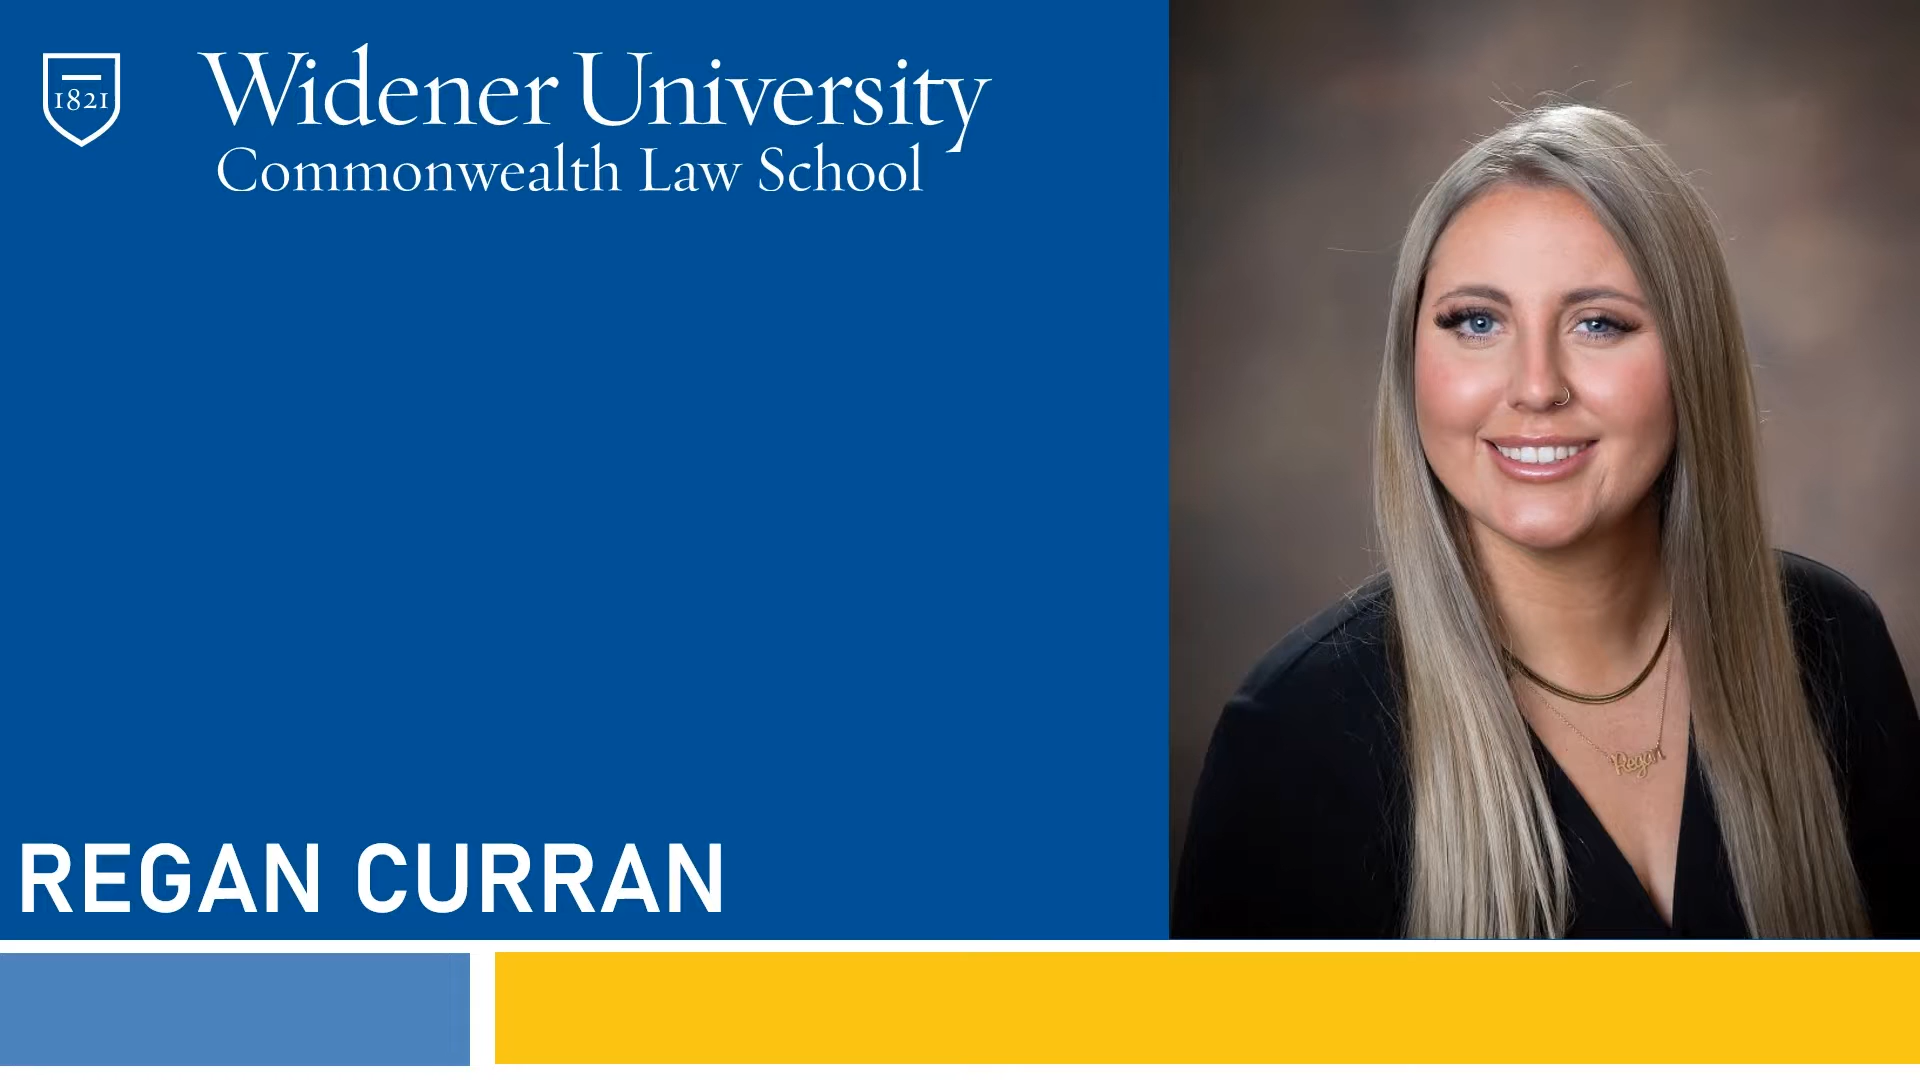 1821
Widener University
Commonwealth Law School
REGAN CURRAN
Regan